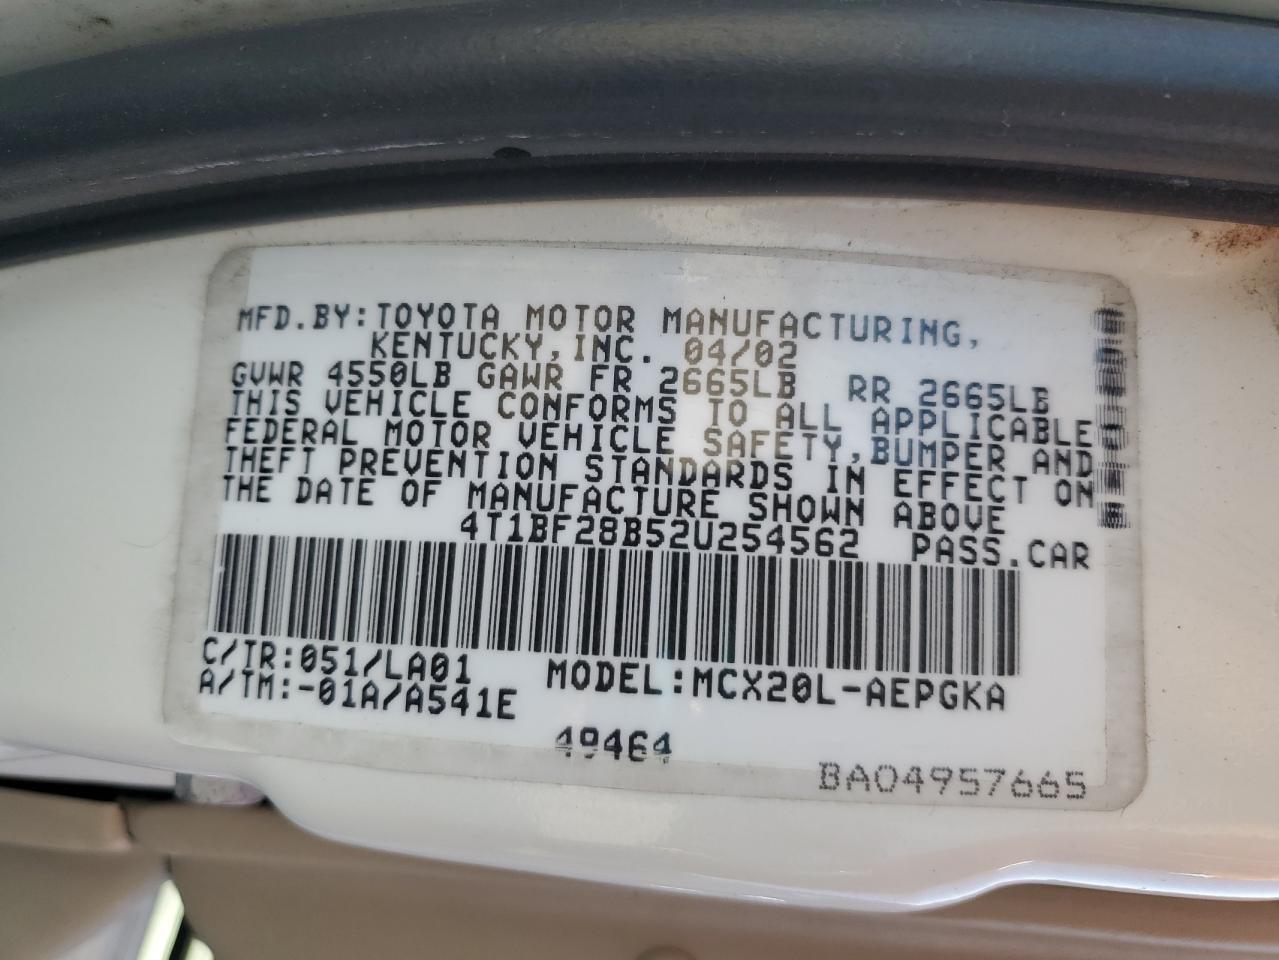 MFD.BY:TOYOTA MOTOR MANUFACTURING,
KENTUCKY,INC. 04/02
GVWR 4550LB GAWR FR 2665LB RR 2665LB
THIS VEHICLE CONFORMS TO ALL APPLICABLE
FEDERAL MOTOR VEHICLE SAFETY,BUMPER AND
THEFT PREVENTION STANDARDS IN EFFECT ON
THE DATE OF MANUFACTURE SHOWN ABOVE
4T1BF28B52U254562 PASS.CAR
C/TR:051/LA01 MODEL:MCX20L-AEPGKA
A/TM:-01A/A541E
49464
BA04957665